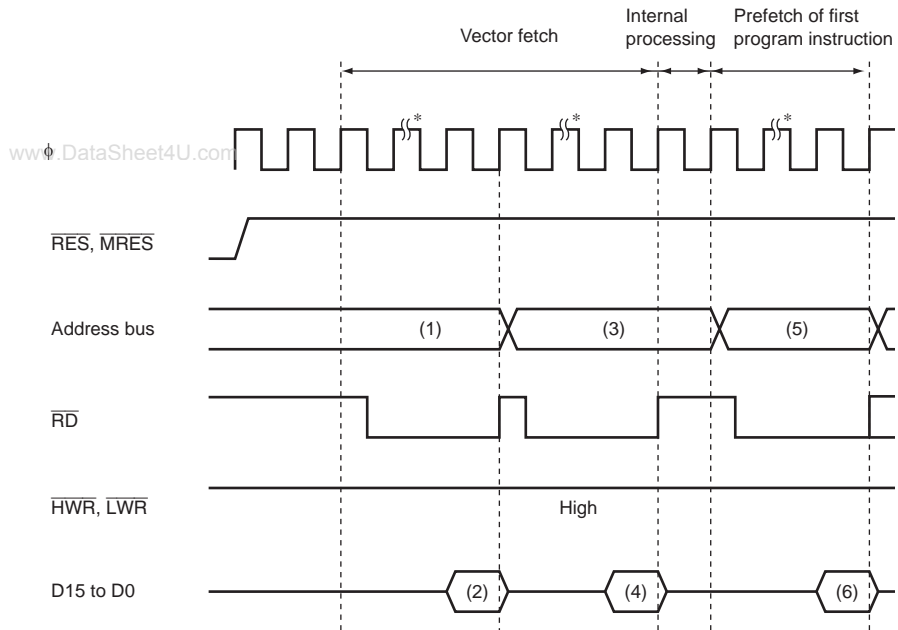 Vector fetch
Internal
processing
Prefetch of first
program instruction
*
*
*
www.DataSheet4U.com
ϕ
RES, MRES
Address bus
(1)
(3)
(5)
RD
HWR, LWR
High
D15 to D0
(2)
(4)
(6)